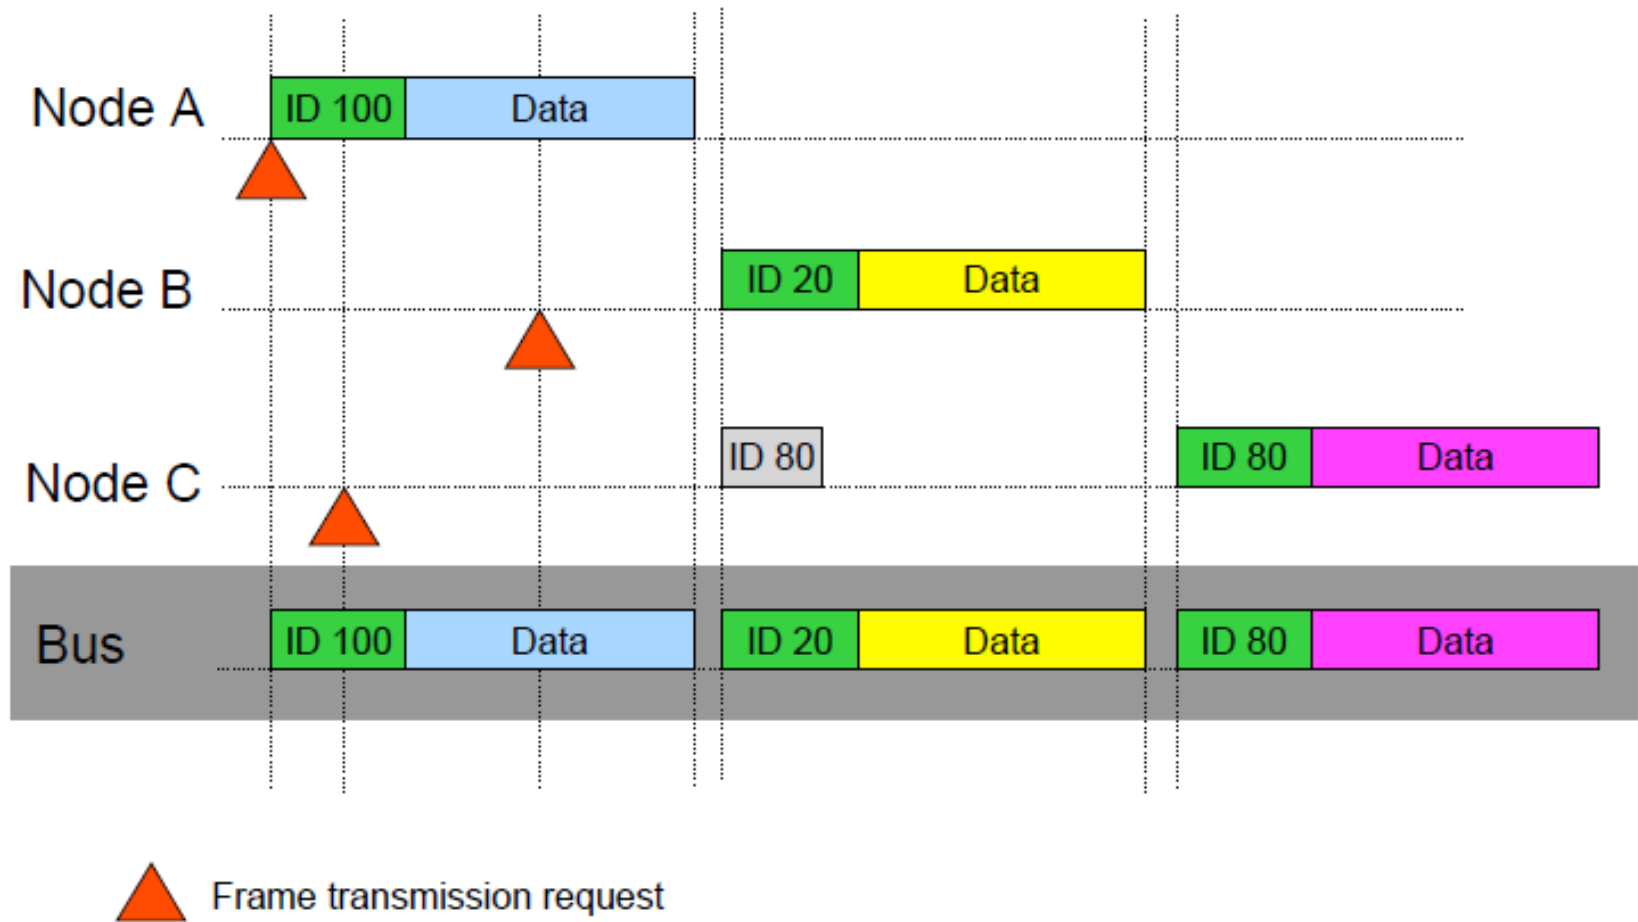 Node A ID 100 Data
Node B ID 20 Data
Node C ID 80 ID 80 Data
Bus ID 100 Data ID 20 Data ID 80 Data
Frame transmission request